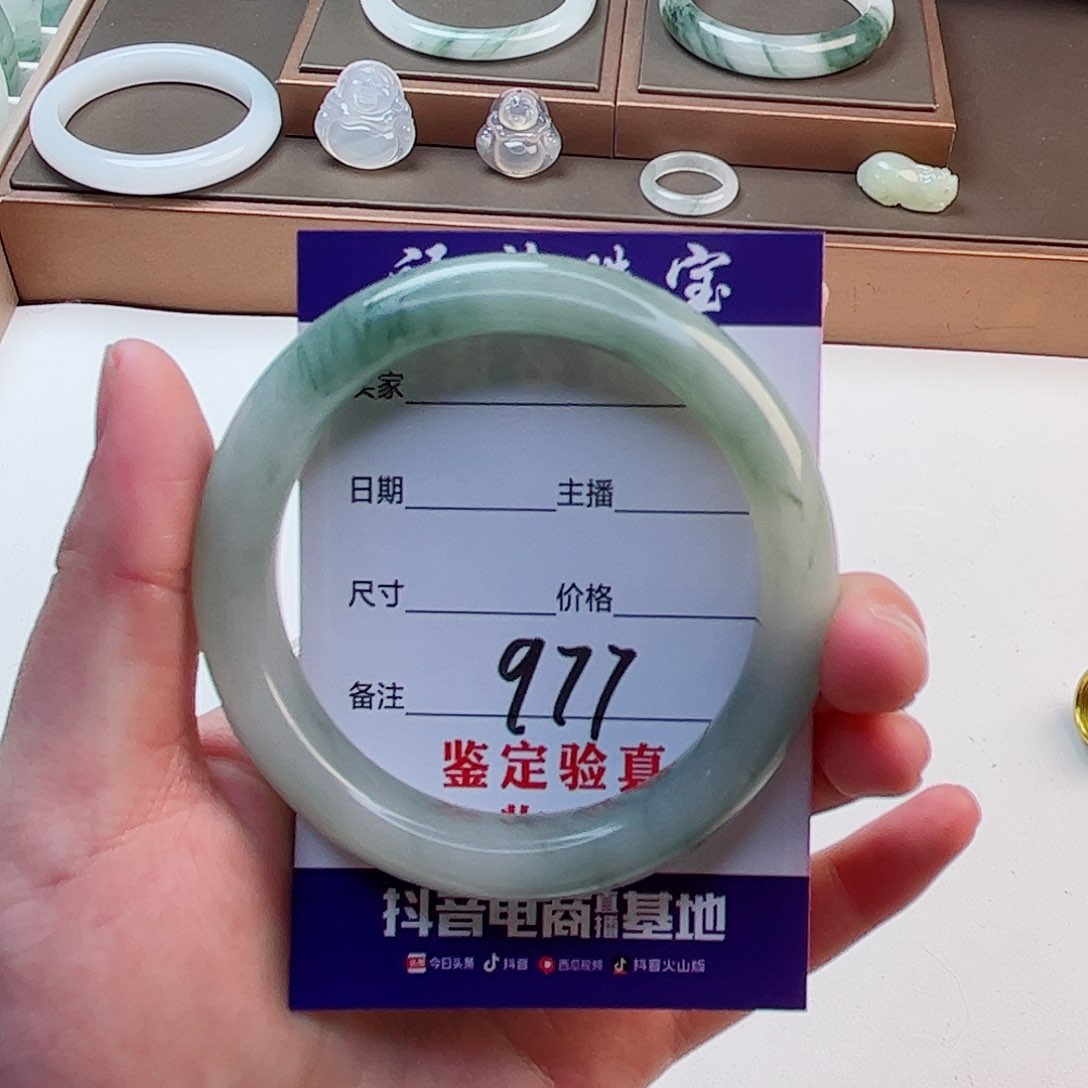 宝
家
日期 主播
尺寸 价格
977
备注
鉴定验真
抖音电商直播基地
今日头条 抖音 西瓜视频 抖音火山版